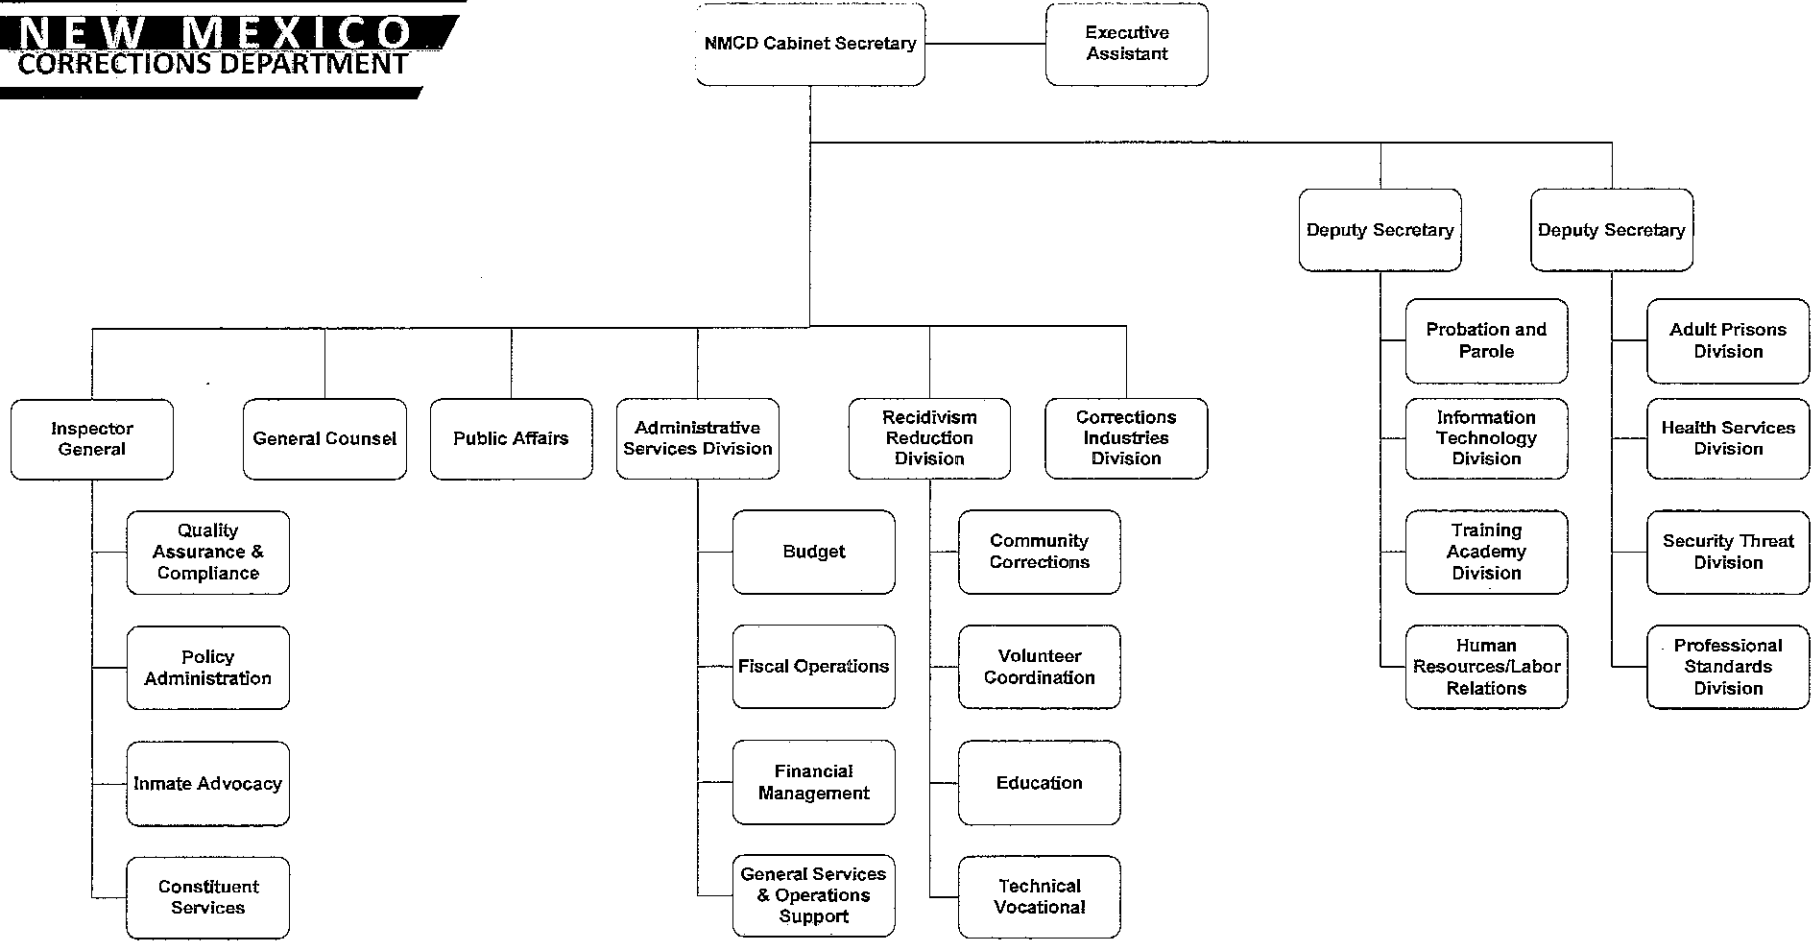 NEW MEXICO
CORRECTIONS DEPARTMENT
NMCD Cabinet Secretary
Executive
Assistant
Deputy Secretary
Deputy Secretary
Probation and
Parole
Information
Technology
Division
Training
Academy
Division
Human
Resources/Labor
Relations
Adult Prisons
Division
Health Services
Division
Security Threat
Division
Professional
Standards
Division
Inspector
General
General Counsel
Public Affairs
Administrative
Services Division
Recidivism
Reduction
Division
Corrections
Industries
Division
Quality
Assurance &
Compliance
Policy
Administration
Inmate Advocacy
Constituent
Services
Budget
Fiscal Operations
Financial
Management
General Services
& Operations
Support
Community
Corrections
Volunteer
Coordination
Education
Technical
Vocational